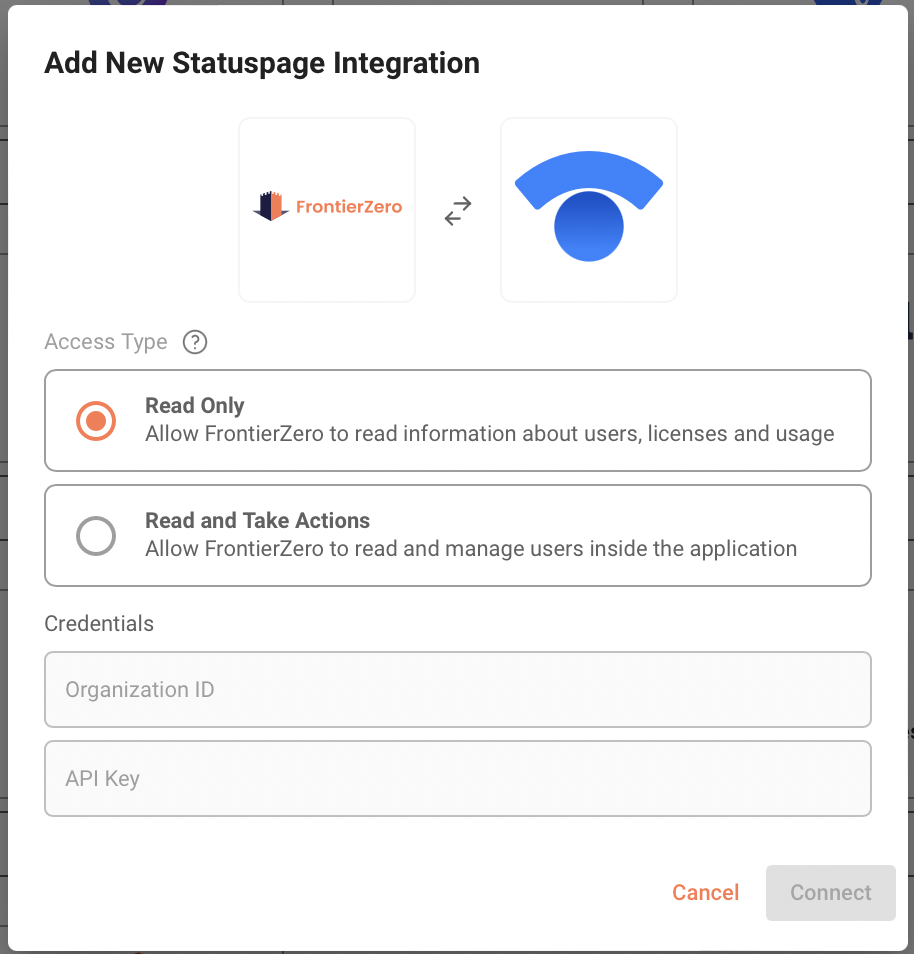 Add New Statuspage Integration
FrontierZero
Access Type ?
Read Only
Allow FrontierZero to read information about users, licenses and usage
Read and Take Actions
Allow FrontierZero to read and manage users inside the application
Credentials
Organization ID
API Key
Cancel Connect